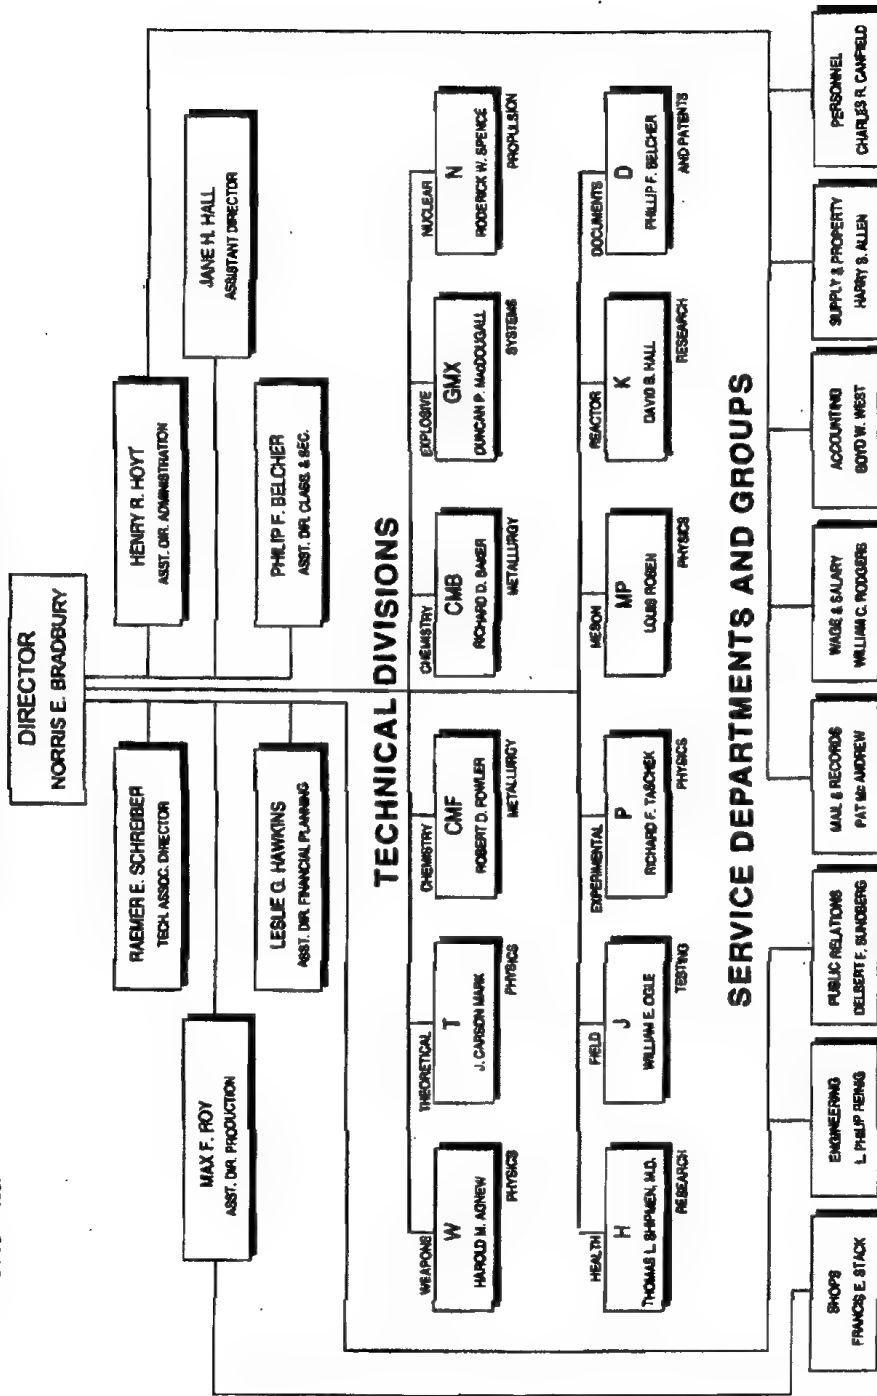 DIRECTOR
NORRIS E. BRADBURY
RAEMER E. SCHREIBER
TECH. ASSOC. DIRECTOR
HENRY R. HOYT
ASST. DIR. ADMINISTRATION
MAX F. ROY
ASST. DIR. PRODUCTION
JANE H. HALL
ASSISTANT DIRECTOR
LESLIE G. HAWKINS
ASST. DIR. FINANCIAL PLANNING
PHILIP F. BELCHER
ASST. DIR. CLASS. & SEC.
TECHNICAL DIVISIONS
WEAPONS
W
HAROLD M. AGNEW
PHYSICS
THEORETICAL
T
J. CARSON MARK
PHYSICS
CHEMISTRY
CMF
ROBERT D. FOWLER
METALLURGY
CHEMISTRY
CMB
RICHARD D. BAKER
METALLURGY
EXPLOSIVE
GMX
DUNCAN P. MacDOUGALL
SYSTEMS
NUCLEAR
N
RODERICK W. SPENCE
PROPULSION
HEALTH
H
THOMAS L. SHIPMEN, M.D.
RESEARCH
FIELD
J
WILLIAM E. OGLE
TESTING
EXPERIMENTAL
P
RICHARD F. TASCHEK
PHYSICS
MESON
MP
LOUIS ROSEN
PHYSICS
REACTOR
K
DAVID B. HALL
RESEARCH
DOCUMENTS
D
PHILLIP F. BELCHER
AND PATENTS
SERVICE DEPARTMENTS AND GROUPS
SHOPS
FRANCIS E. STACK
ENGINEERING
L. PHILIP REINIG
PUBLIC RELATIONS
DELBERT F. SUNDBERG
MAIL & RECORDS
PAT Mc ANDREW
WAGE & SALARY
WILLIAM C. RODGERS
ACCOUNTING
BOYD W. WEST
SUPPLY & PROPERTY
HARRY S. ALLEN
PERSONNEL
CHARLES R. CANFIELD